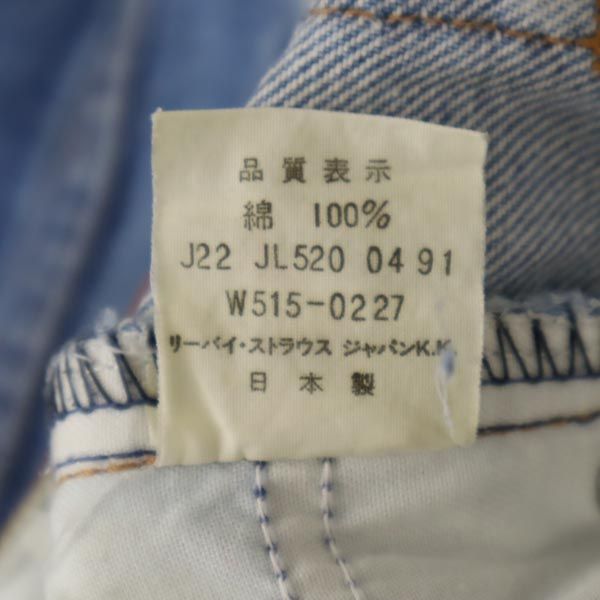 品質表示
綿 100%
J22 JL520 04 91
W515-0227
リーバイ・ストラウス ジャパンK.K.
日本製